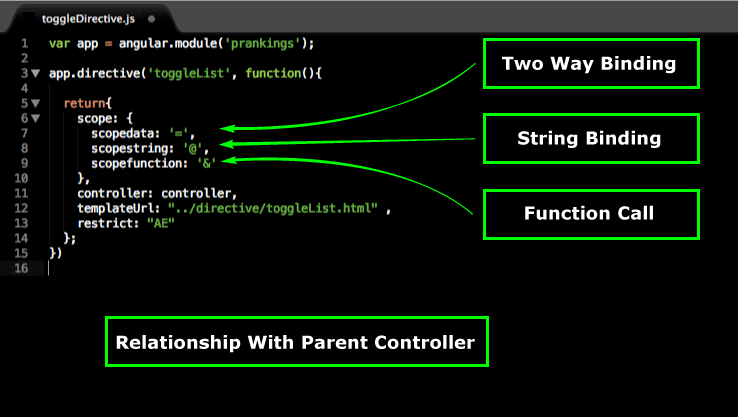 toggleDirective.js
1 var app = angular.module('prankings');
2
3 app.directive('toggleList', function(){
4
5 return{
6 scope: {
7 scopedata: '=',
8 scopestring: '@',
9 scopefunction: '&'
10 },
11 controller: controller,
12 templateUrl: "../directive/toggleList.html" ,
13 restrict: "AE"
14 };
15 })
16
Two Way Binding
String Binding
Function Call
Relationship With Parent Controller